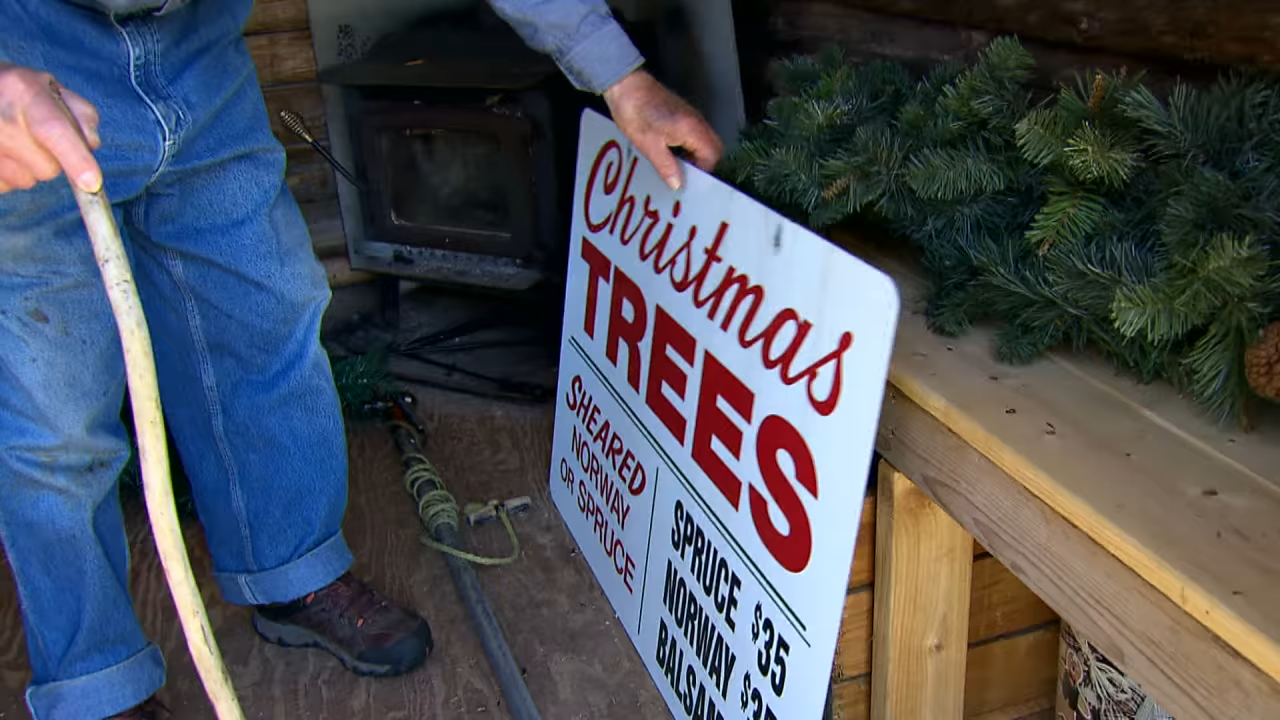 Christmas
TREES
SHEARED
NORWAY
OR SPRUCE
SPRUCE $35
NORWAY